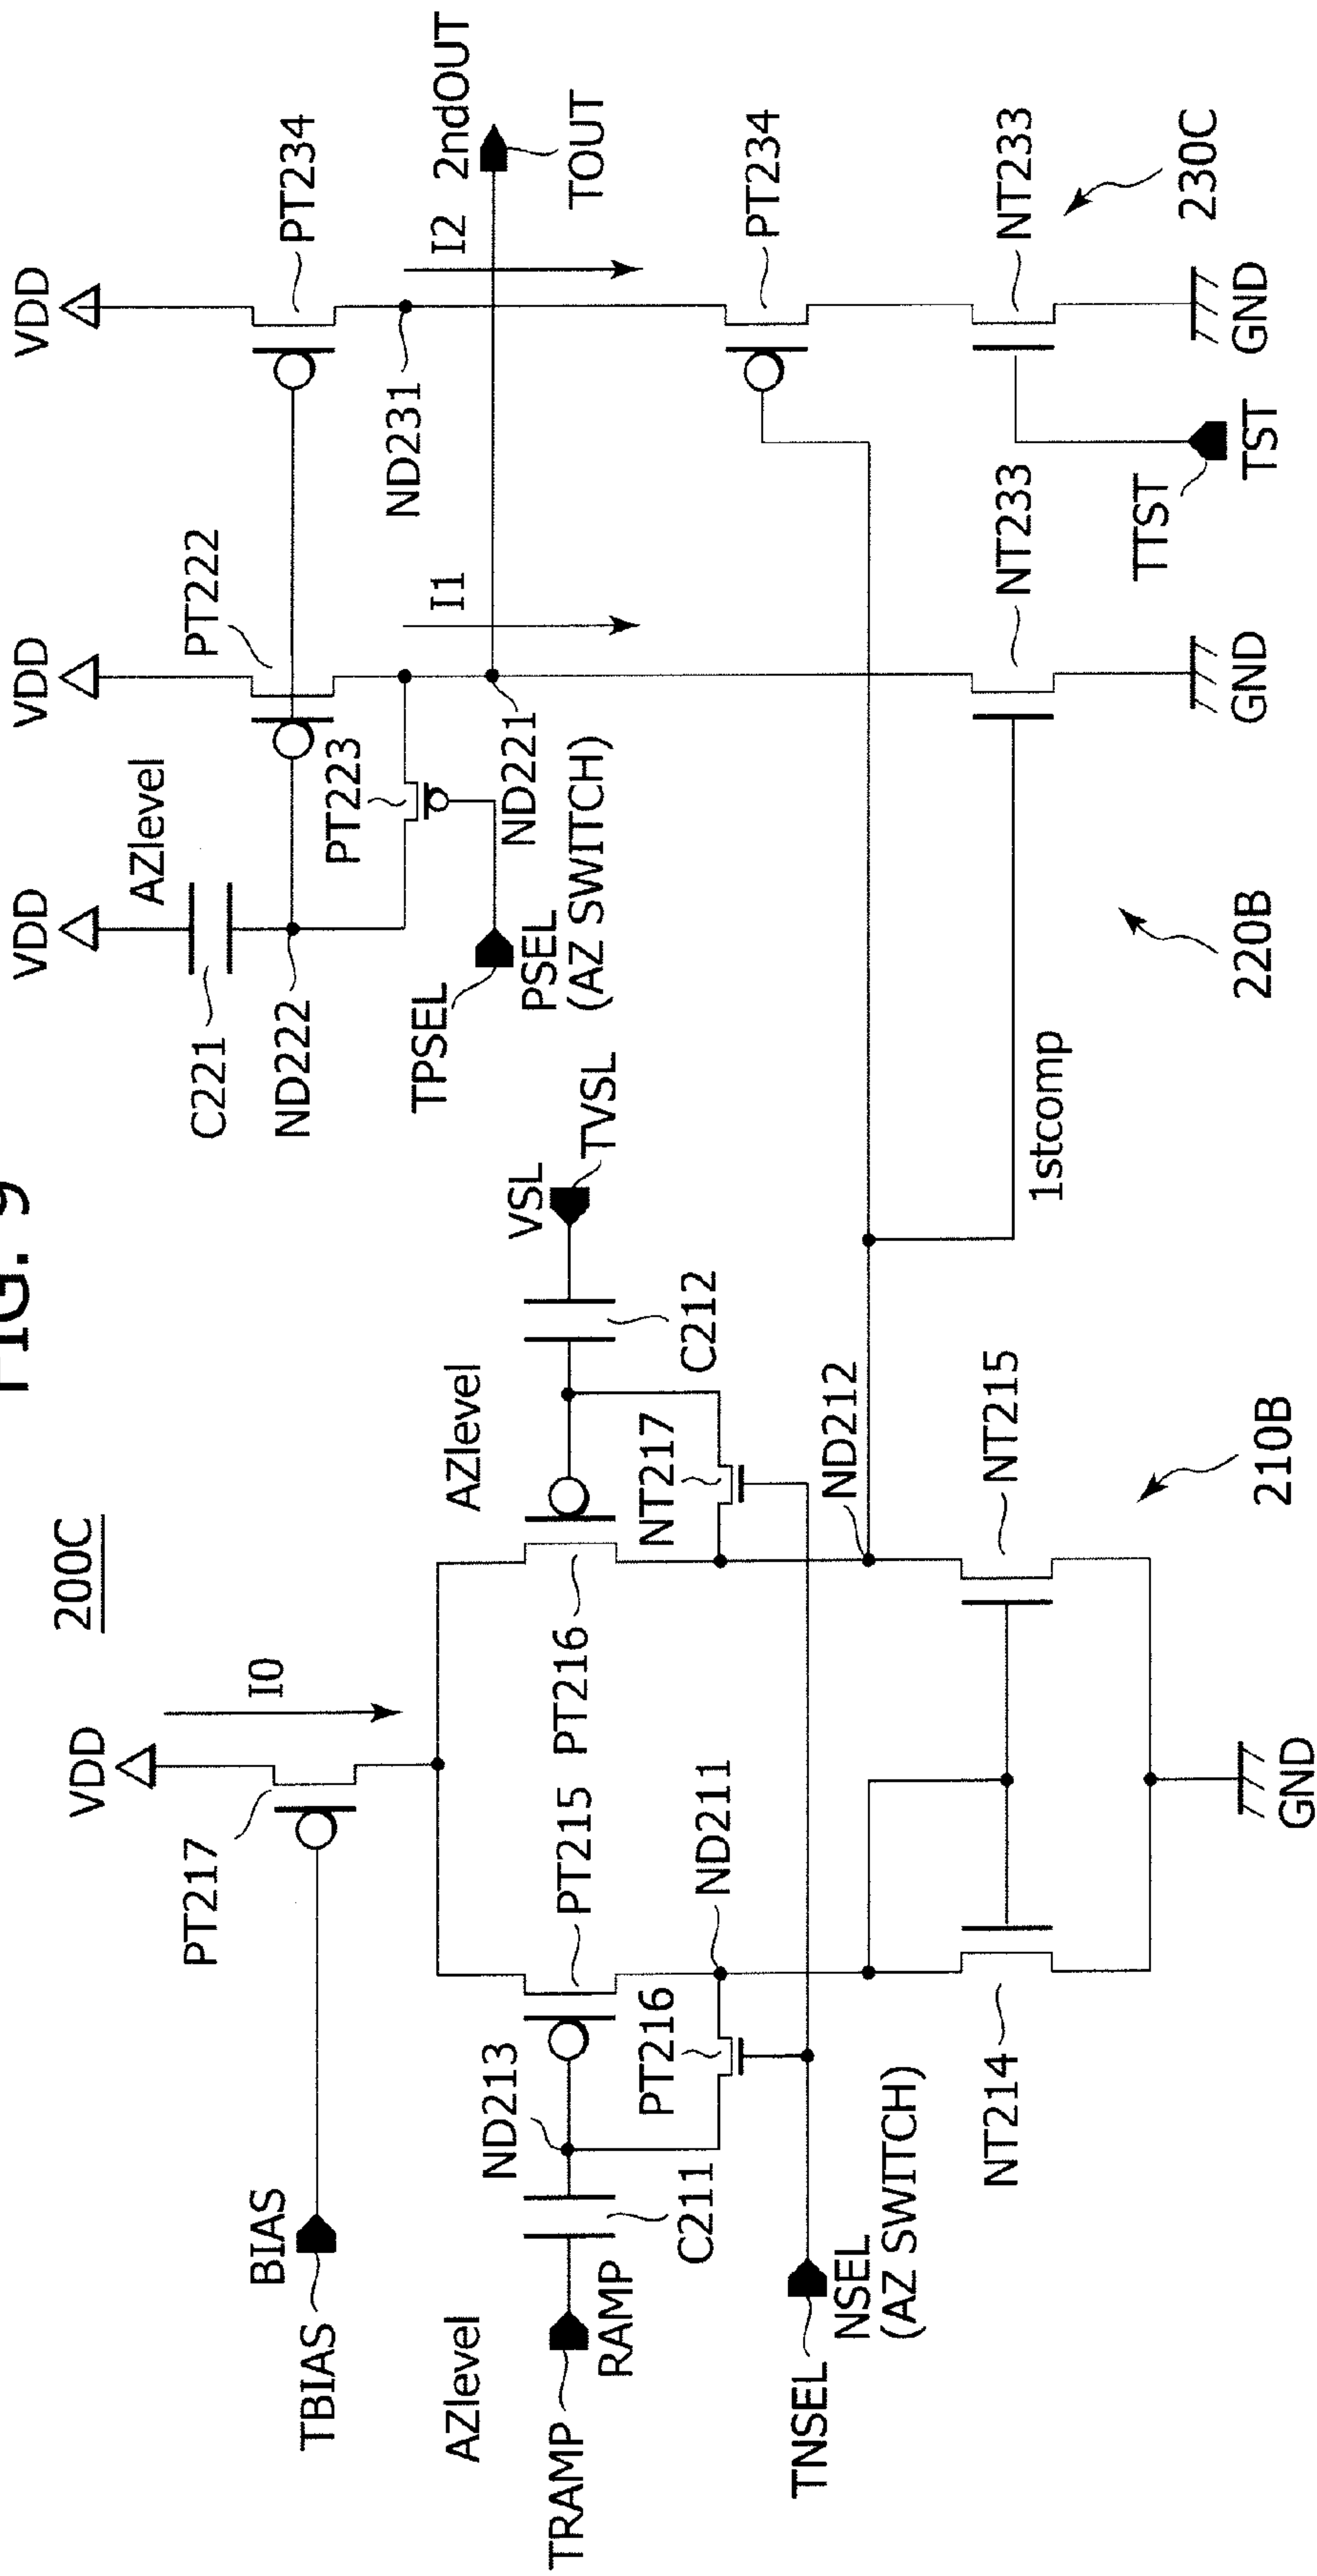 FIG. 9
200C
VDD
I0
PT217
BIAS
TBIAS
AZlevel
TRAMP
RAMP
C211
ND213
PT215
PT216
PT216
ND211
AZlevel
VSL
TVSL
C212
NT217
ND212
TNSEL
NSEL
(AZ SWITCH)
NT214
NT215
GND
210B
VDD
AZlevel
C221
ND222
VDD
PT222
PT223
TPSEL
PSEL
(AZ SWITCH)
ND221
I1
VDD
PT234
ND231
I2
2ndOUT
TOUT
PT234
NT233
GND
1stcomp
220B
NT233
TTST
TST
GND
230C